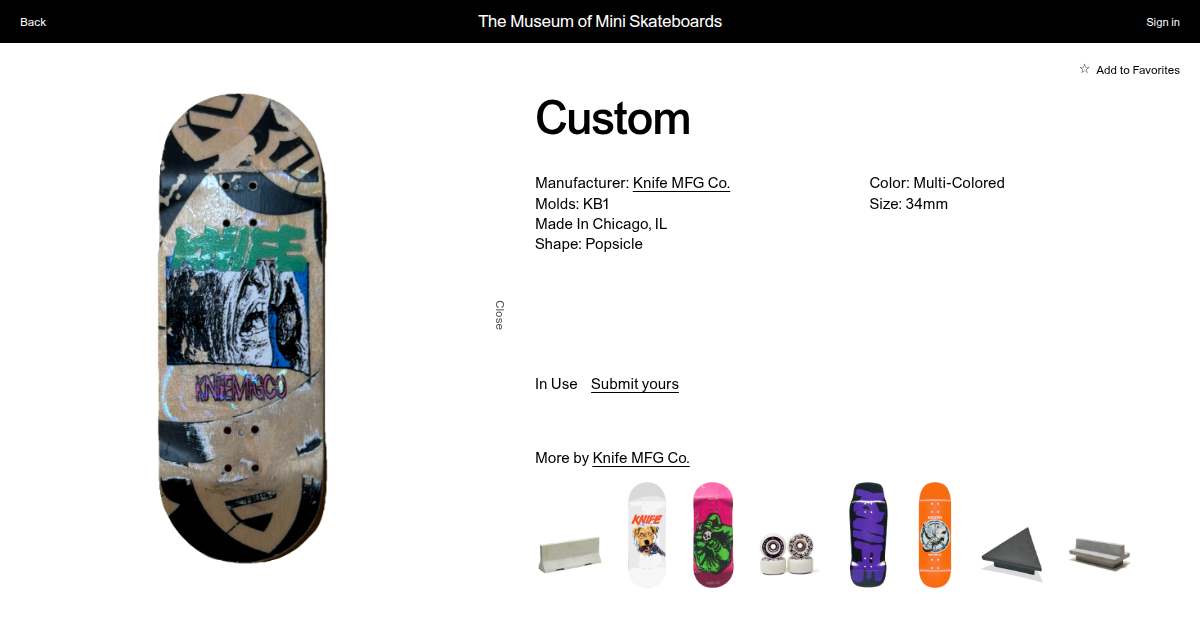 Back
The Museum of Mini Skateboards
Sign in
☆ Add to Favorites
Custom
Manufacturer: Knife MFG Co.
Molds: KB1
Made In Chicago, IL
Shape: Popsicle
Color: Multi-Colored
Size: 34mm
KNIFE
KNIFEMFGCO
Close
In Use Submit yours
More by Knife MFG Co.
KNIFE
KNIFE